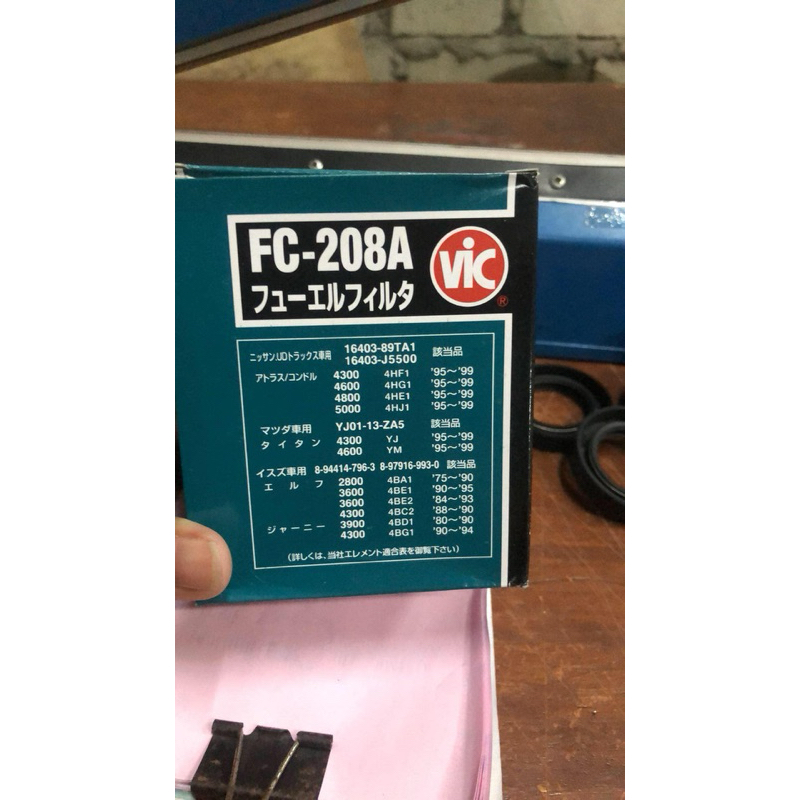 FC-208A
フューエルフィルタ
ViC
®
ニッサン.UDトラックス車用 16403-89TA1 該当品
16403-J5500
アトラス/コンドル 4300 4HF1 '95～'99
4600 4HG1 '95～'99
4800 4HE1 '95～'99
5000 4HJ1 '95～'99
マツダ車用 YJ01-13-ZA5 該当品
タイタン 4300 YJ '95～'99
4600 YM '95～'99
イスズ車用 8-94414-796-3 8-97916-993-0 該当品
エルフ 2800 4BA1 '75～'90
3600 4BE1 '90～'95
3600 4BE2 '84～'93
4300 4BC2 '88～'90
ジャーニー 3900 4BD1 '80～'90
4300 4BG1 '90～'94
(詳しくは、当社エレメント適合表を御覧下さい)